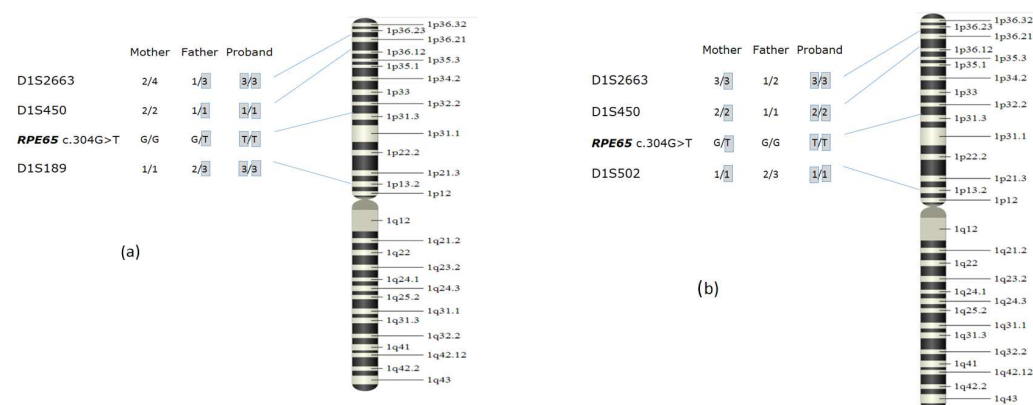 Mother Father Proband
D1S2663 2/4 1/3 3/3
D1S450 2/2 1/1 1/1
RPE65 c.304G>T G/G G/T T/T
D1S189 1/1 2/3 3/3
(a)
1p36.32
1p36.23
1p36.21
1p36.12
1p35.3
1p35.1
1p34.2
1p33
1p32.2
1p31.3
1p31.1
1p22.2
1p21.3
1p13.2
1p12
1q12
1q21.2
1q22
1q23.2
1q24.1
1q24.3
1q25.2
1q31.1
1q31.3
1q32.2
1q41
1q42.12
1q42.2
1q43
Mother Father Proband
D1S2663 3/3 1/2 3/3
D1S450 2/2 1/1 2/2
RPE65 c.304G>T G/T G/G T/T
D1S502 1/1 2/3 1/1
(b)
1p36.32
1p36.23
1p36.21
1p36.12
1p35.3
1p35.1
1p34.2
1p33
1p32.2
1p31.3
1p31.1
1p22.2
1p21.3
1p13.2
1p12
1q12
1q21.2
1q22
1q23.2
1q24.1
1q24.3
1q25.2
1q31.1
1q31.3
1q32.2
1q41
1q42.12
1q42.2
1q43